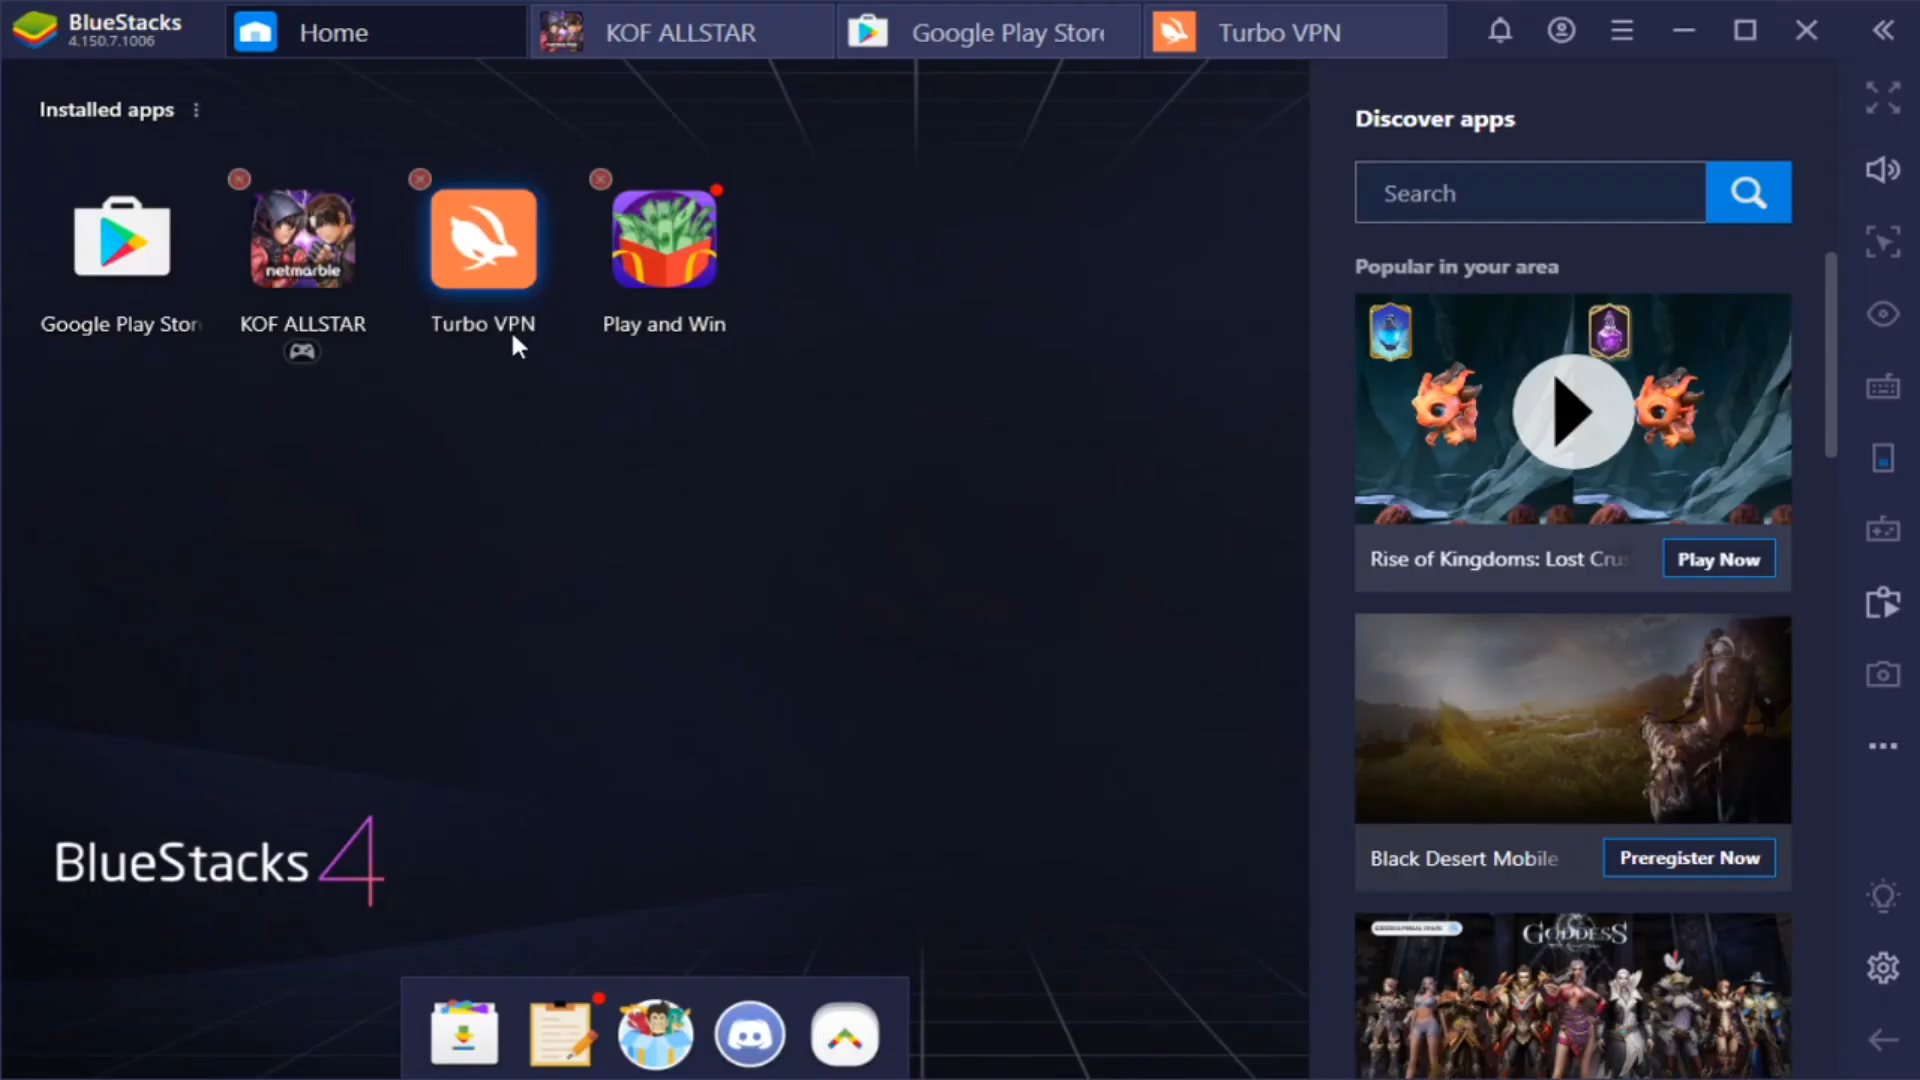 BlueStacks
4.150.7.1006
Home
KOF ALLSTAR
Google Play Store
Turbo VPN
Installed apps
netmarble
Google Play Stor
KOF ALLSTAR
Turbo VPN
Play and Win
BlueStacks 4
Discover apps
Search
Popular in your area
Rise of Kingdoms: Lost Crus
Play Now
Black Desert Mobile
Preregister Now
GODDESS